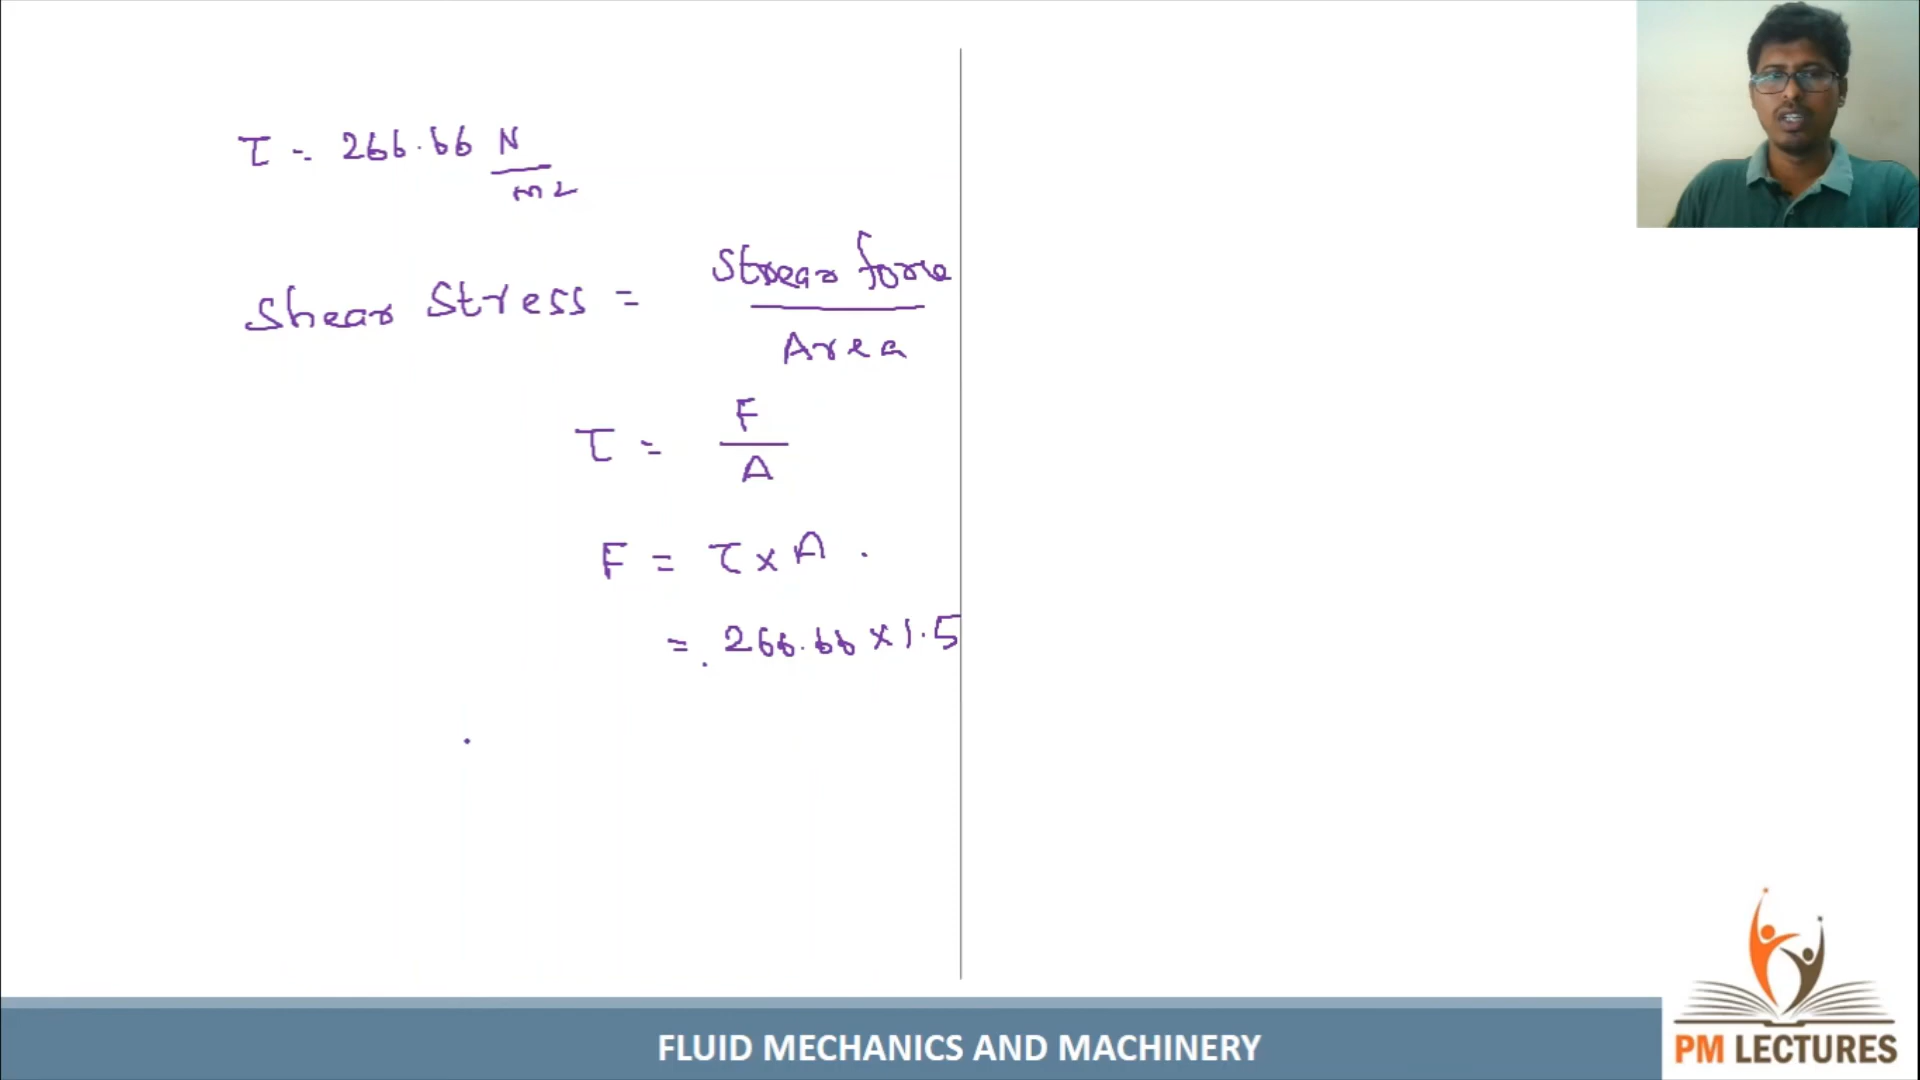 τ = 266.66 N/m2
Shear Stress = Shear force / Area
τ = F / A
F = τ x A .
= 266.66 x 1.5
FLUID MECHANICS AND MACHINERY
PM LECTURES